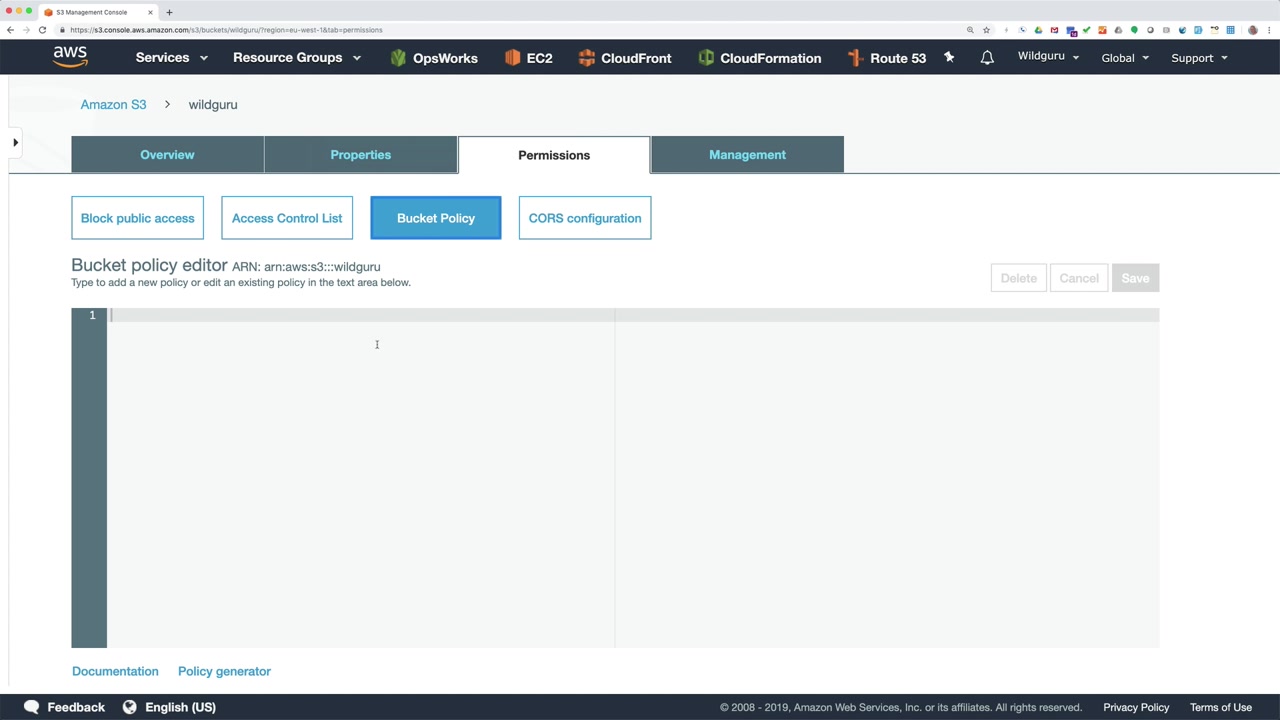 S3 Management Console
https://s3.console.aws.amazon.com/s3/buckets/wildguru/?region=eu-west-1&tab=permissions
aws Services Resource Groups OpsWorks EC2 CloudFront CloudFormation Route 53 Wildguru Global Support
Amazon S3 > wildguru
Overview Properties Permissions Management
Block public access Access Control List Bucket Policy CORS configuration
Bucket policy editor ARN: arn:aws:s3:::wildguru
Type to add a new policy or edit an existing policy in the text area below.
Delete Cancel Save
1
Documentation Policy generator
Feedback English (US) © 2008 - 2019, Amazon Web Services, Inc. or its affiliates. All rights reserved. Privacy Policy Terms of Use